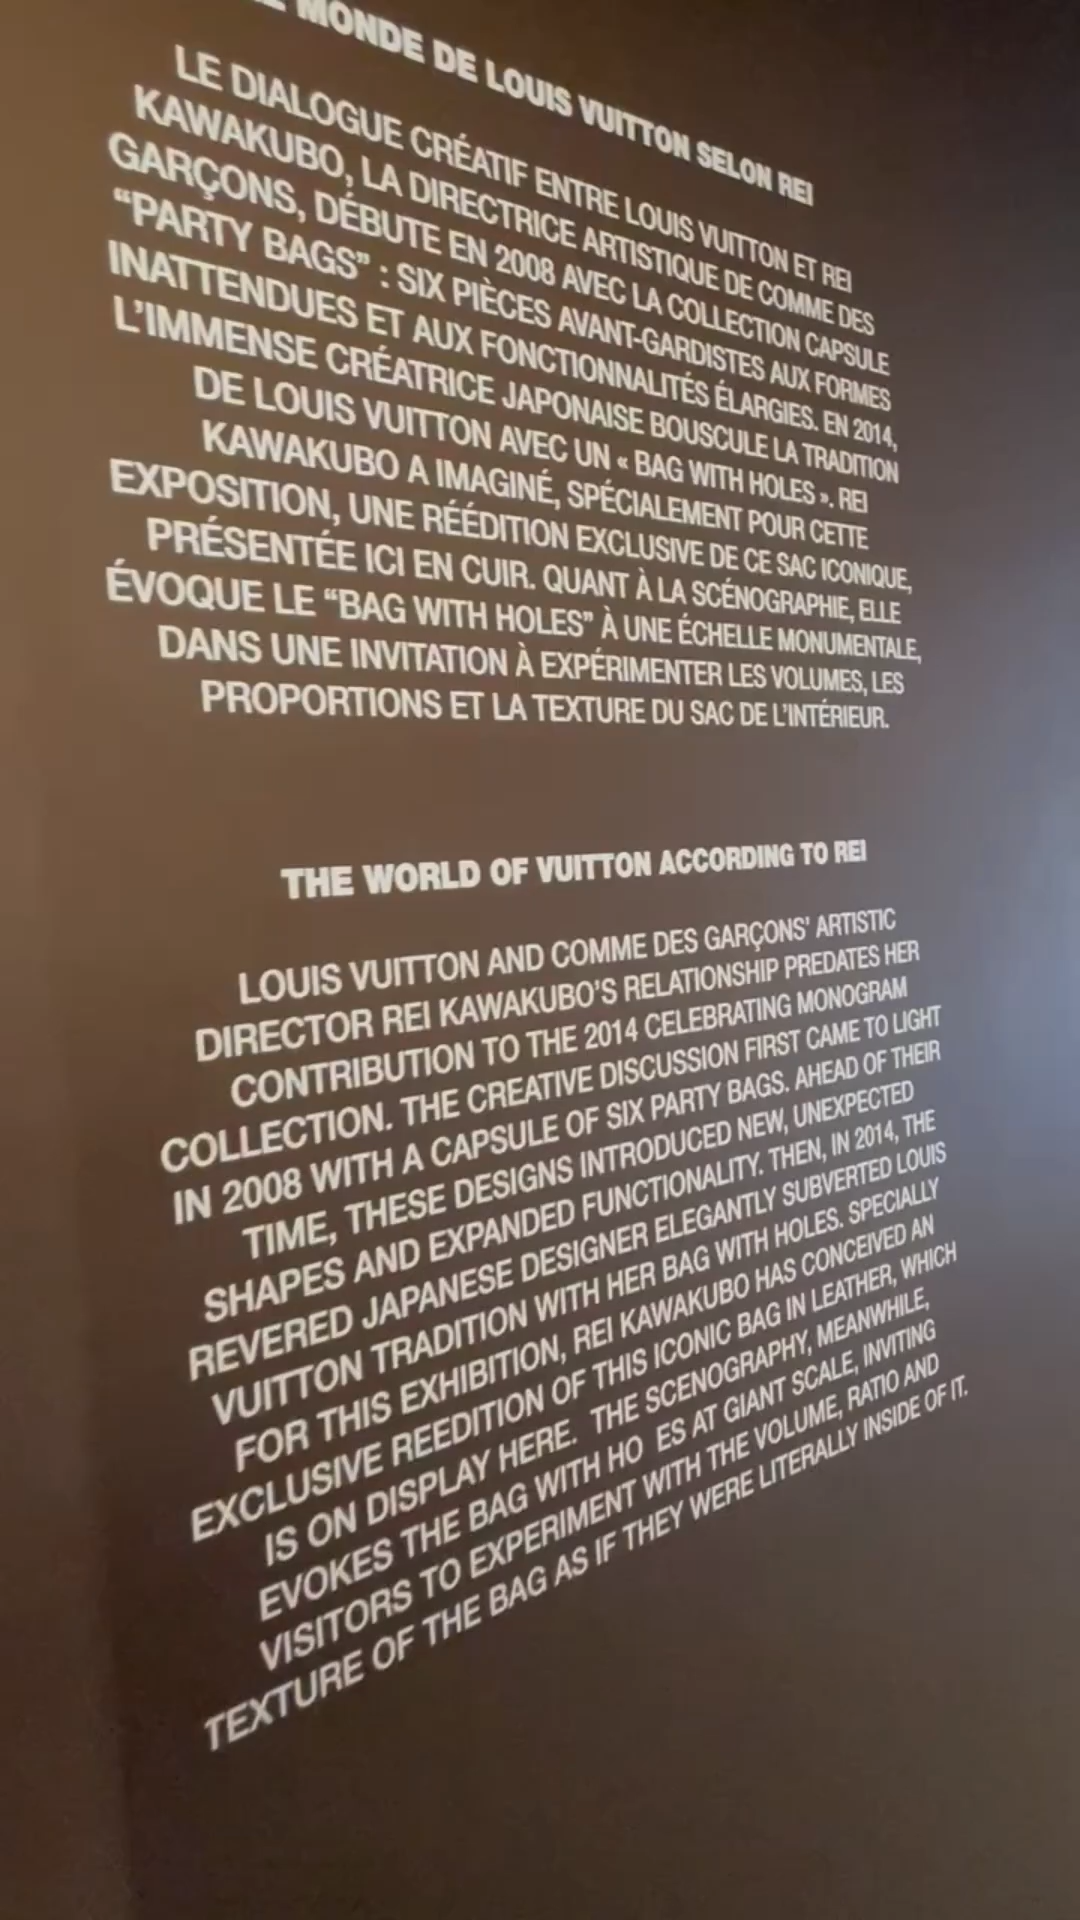 LE MONDE DE LOUIS VUITTON SELON REI
LE DIALOGUE CRÉATIF ENTRE LOUIS VUITTON ET REI
KAWAKUBO, LA DIRECTRICE ARTISTIQUE DE COMME DES
GARÇONS, DÉBUTE EN 2008 AVEC LA COLLECTION CAPSULE
“PARTY BAGS” : SIX PIÈCES AVANT-GARDISTES AUX FORMES
INATTENDUES ET AUX FONCTIONNALITÉS ÉLARGIES. EN 2014,
L’IMMENSE CRÉATRICE JAPONAISE BOUSCULE LA TRADITION
DE LOUIS VUITTON AVEC UN « BAG WITH HOLES ». REI
KAWAKUBO A IMAGINÉ, SPÉCIALEMENT POUR CETTE
EXPOSITION, UNE RÉÉDITION EXCLUSIVE DE CE SAC ICONIQUE,
PRÉSENTÉE ICI EN CUIR. QUANT À LA SCÉNOGRAPHIE, ELLE
ÉVOQUE LE “BAG WITH HOLES” À UNE ÉCHELLE MONUMENTALE,
DANS UNE INVITATION À EXPÉRIMENTER LES VOLUMES, LES
PROPORTIONS ET LA TEXTURE DU SAC DE L’INTÉRIEUR.
THE WORLD OF VUITTON ACCORDING TO REI
LOUIS VUITTON AND COMME DES GARÇONS’ ARTISTIC
DIRECTOR REI KAWAKUBO’S RELATIONSHIP PREDATES HER
CONTRIBUTION TO THE 2014 CELEBRATING MONOGRAM
COLLECTION. THE CREATIVE DISCUSSION FIRST CAME TO LIGHT
IN 2008 WITH A CAPSULE OF SIX PARTY BAGS. AHEAD OF THEIR
TIME, THESE DESIGNS INTRODUCED NEW, UNEXPECTED
SHAPES AND EXPANDED FUNCTIONALITY. THEN, IN 2014, THE
REVERED JAPANESE DESIGNER ELEGANTLY SUBVERTED LOUIS
VUITTON TRADITION WITH HER BAG WITH HOLES. SPECIALLY
FOR THIS EXHIBITION, REI KAWAKUBO HAS CONCEIVED AN
EXCLUSIVE REEDITION OF THIS ICONIC BAG IN LEATHER, WHICH
IS ON DISPLAY HERE. THE SCENOGRAPHY, MEANWHILE,
EVOKES THE BAG WITH HO ES AT GIANT SCALE, INVITING
VISITORS TO EXPERIMENT WITH THE VOLUME, RATIO AND
TEXTURE OF THE BAG AS IF THEY WERE LITERALLY INSIDE OF IT.